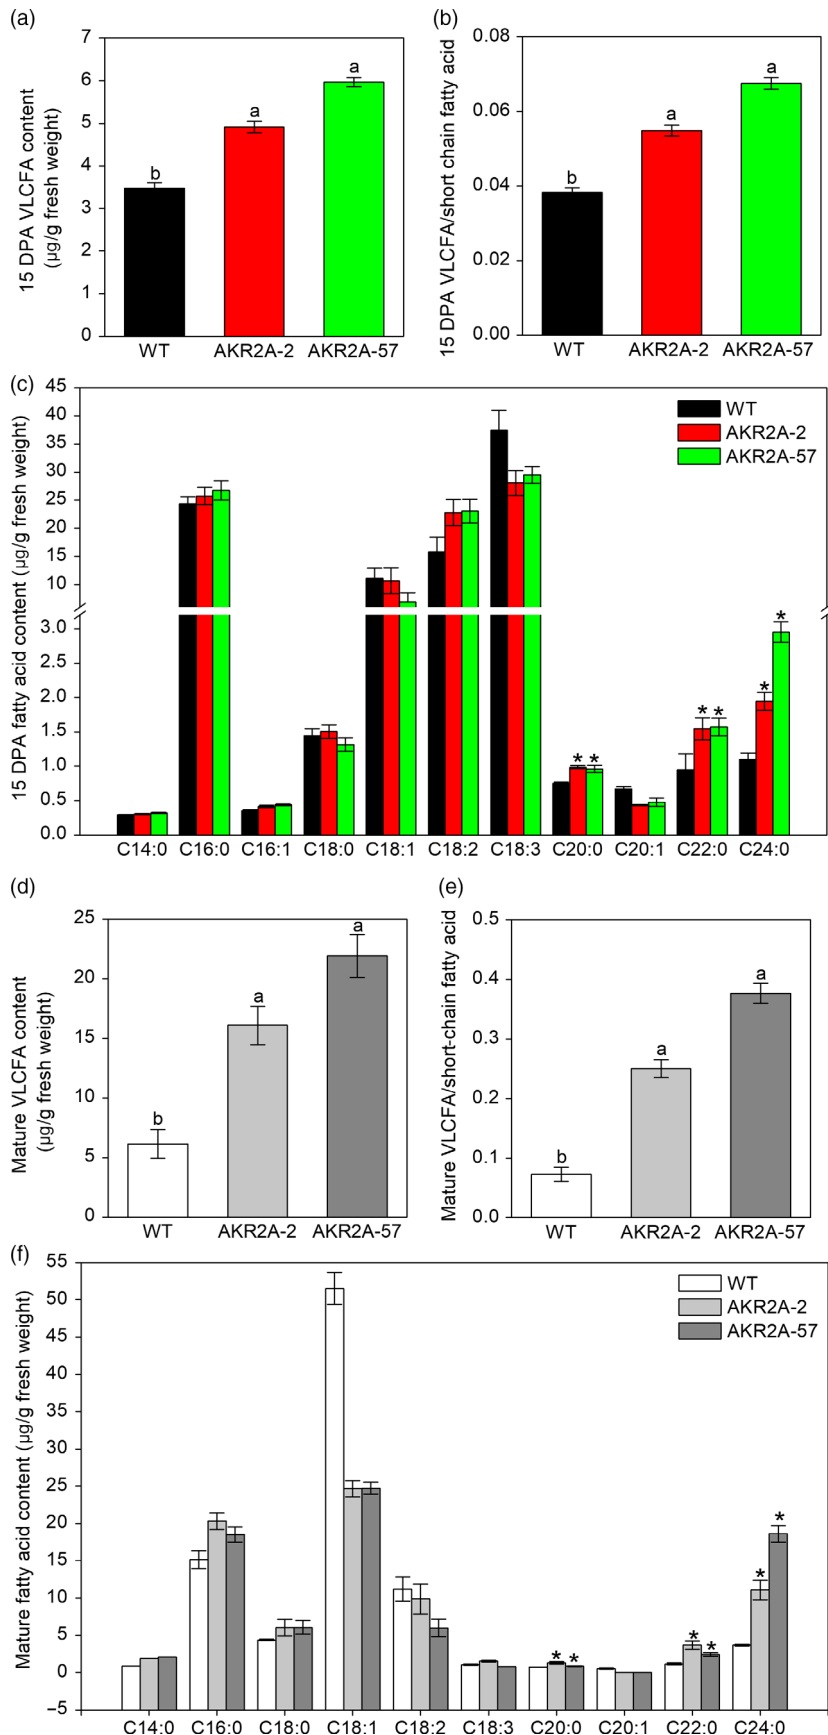 (a)
15 DPA VLCFA content
(µg/g fresh weight)
7
6
5
4
3
2
1
0
b
a
a
WT
AKR2A-2
AKR2A-57
(b)
15 DPA VLCFA/short chain fatty acid
0.08
0.06
0.04
0.02
0.00
b
a
a
WT
AKR2A-2
AKR2A-57
(c)
15 DPA fatty acid content (µg/g fresh weight)
45
40
35
30
25
20
15
10
3.0
2.5
2.0
1.5
1.0
0.5
0.0
WT
AKR2A-2
AKR2A-57
* *
* *
*
*
C14:0 C16:0 C16:1 C18:0 C18:1 C18:2 C18:3 C20:0 C20:1 C22:0 C24:0
(d)
Mature VLCFA content
(µg/g fresh weight)
25
20
15
10
5
0
b
a
a
WT
AKR2A-2
AKR2A-57
(e)
Mature VLCFA/short-chain fatty acid
0.5
0.4
0.3
0.2
0.1
0.0
b
a
a
WT
AKR2A-2
AKR2A-57
(f)
Mature fatty acid content (µg/g fresh weight)
55
50
45
40
35
30
25
20
15
10
5
0
−5
WT
AKR2A-2
AKR2A-57
* *
* *
*
*
C14:0 C16:0 C18:0 C18:1 C18:2 C18:3 C20:0 C20:1 C22:0 C24:0